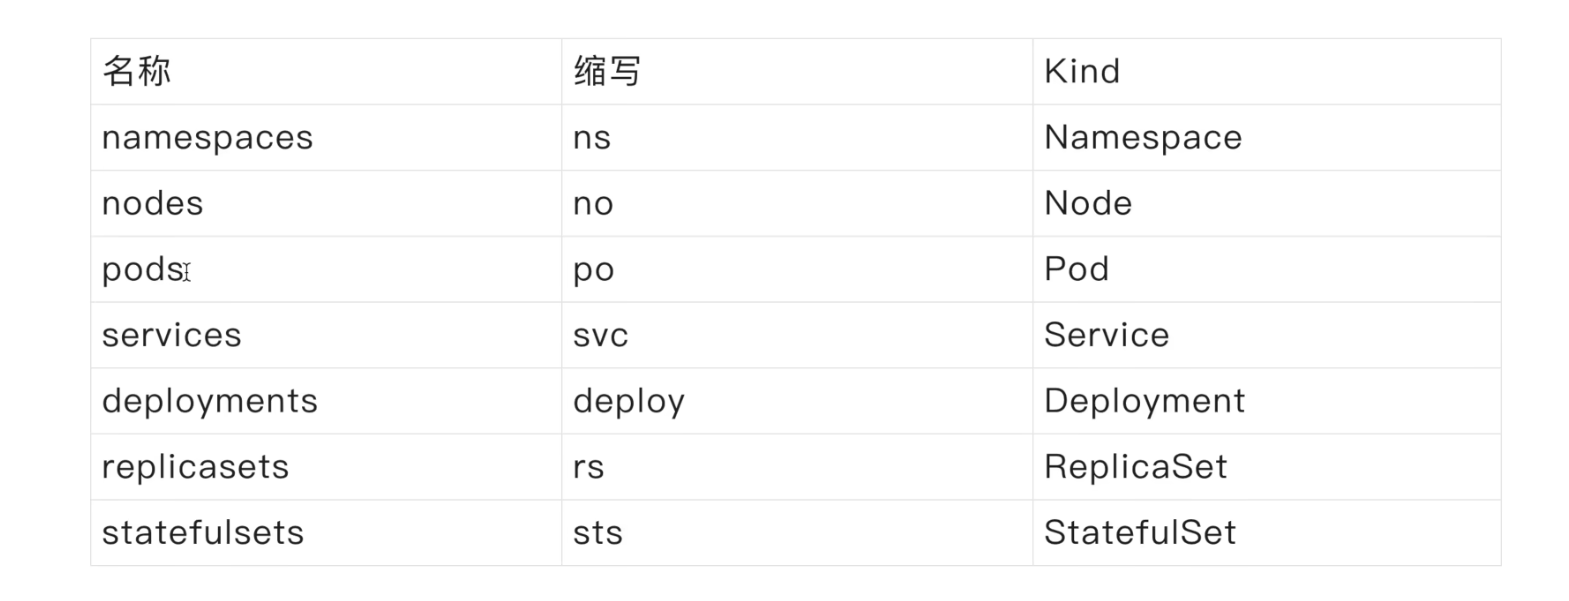 名称 缩写 Kind
namespaces ns Namespace
nodes no Node
pods po Pod
services svc Service
deployments deploy Deployment
replicasets rs ReplicaSet
statefulsets sts StatefulSet